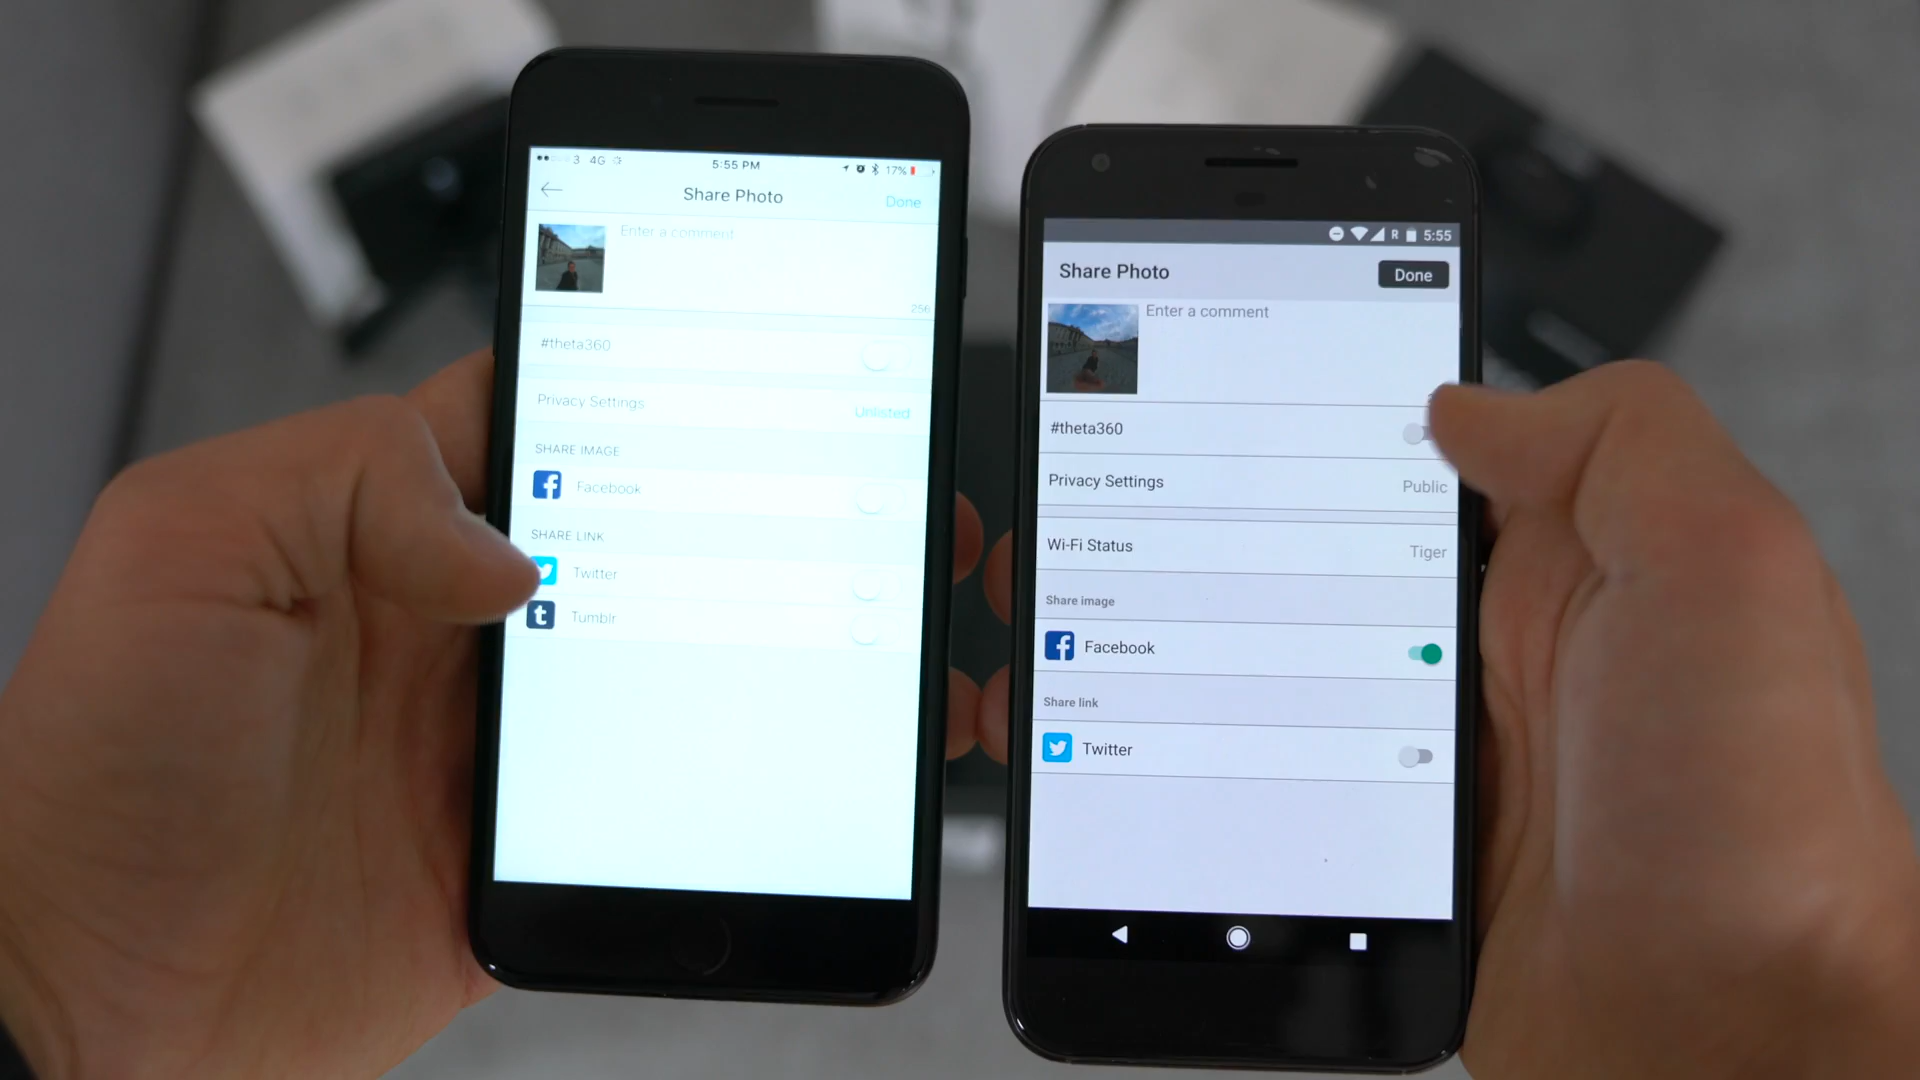 3 4G 5:55 PM 17%
Share Photo
Done
Enter a comment
256
#theta360
Privacy Settings
Unlisted
SHARE IMAGE
Facebook
SHARE LINK
Twitter
Tumblr
R 5:55
Share Photo
Done
Enter a comment
#theta360
Privacy Settings
Public
Wi-Fi Status
Tiger
Share image
Facebook
Share link
Twitter